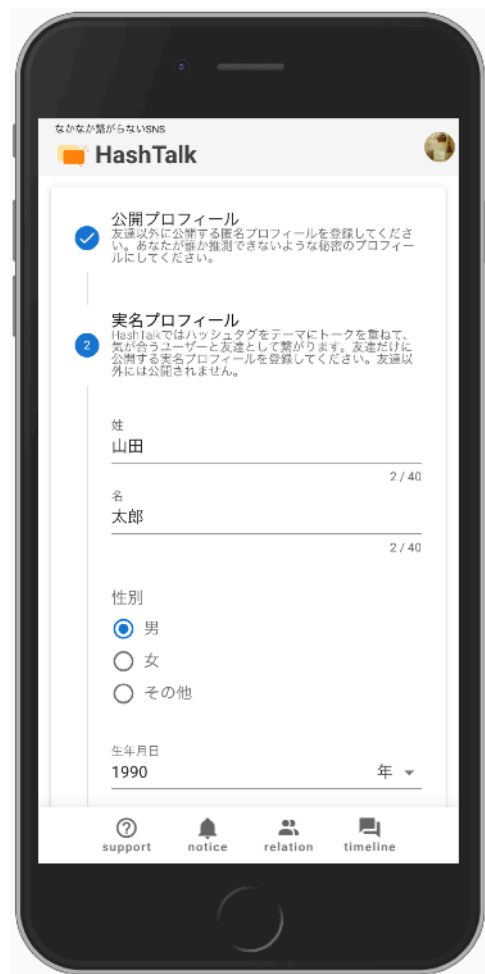 なかなか繋がらないSNS
HashTalk
公開プロフィール
友達以外に公開する匿名プロフィールを登録してくださ
い。あなたが誰か推測できないような秘密のプロフィー
ルにしてください。
2
実名プロフィール
HashTalkではハッシュタグをテーマにトークを重ねて、
気が合うユーザーと友達として繋がります。友達だけに
公開する実名プロフィールを登録してください。友達以
外には公開されません。
姓
山田
2 / 40
名
太郎
2 / 40
性別
男
女
その他
生年月日
1990 年
support notice relation timeline